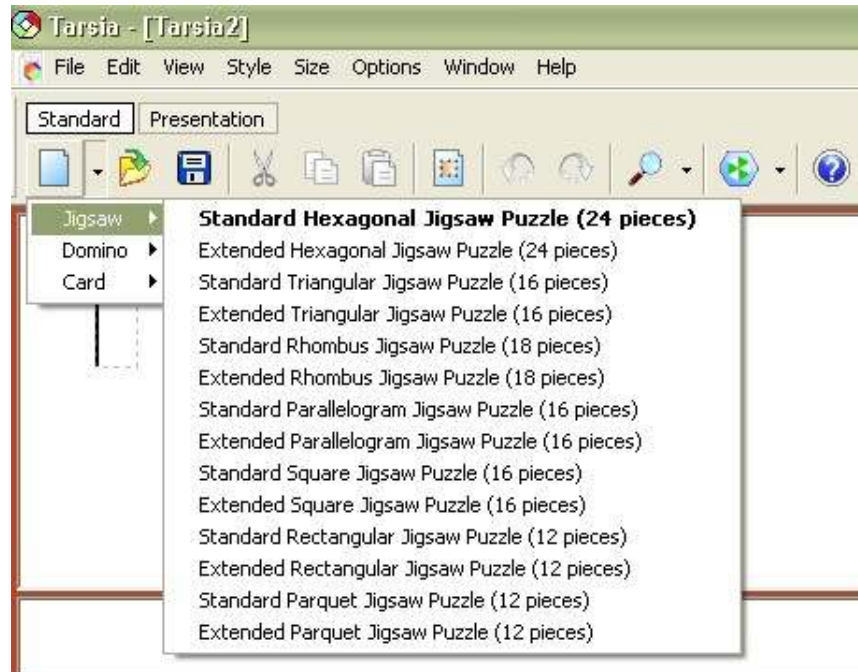 Tarsia - [Tarsia2]
File Edit View Style Size Options Window Help
Standard Presentation
Jigsaw
Domino
Card
Standard Hexagonal Jigsaw Puzzle (24 pieces)
Extended Hexagonal Jigsaw Puzzle (24 pieces)
Standard Triangular Jigsaw Puzzle (16 pieces)
Extended Triangular Jigsaw Puzzle (16 pieces)
Standard Rhombus Jigsaw Puzzle (18 pieces)
Extended Rhombus Jigsaw Puzzle (18 pieces)
Standard Parallelogram Jigsaw Puzzle (16 pieces)
Extended Parallelogram Jigsaw Puzzle (16 pieces)
Standard Square Jigsaw Puzzle (16 pieces)
Extended Square Jigsaw Puzzle (16 pieces)
Standard Rectangular Jigsaw Puzzle (12 pieces)
Extended Rectangular Jigsaw Puzzle (12 pieces)
Standard Parquet Jigsaw Puzzle (12 pieces)
Extended Parquet Jigsaw Puzzle (12 pieces)